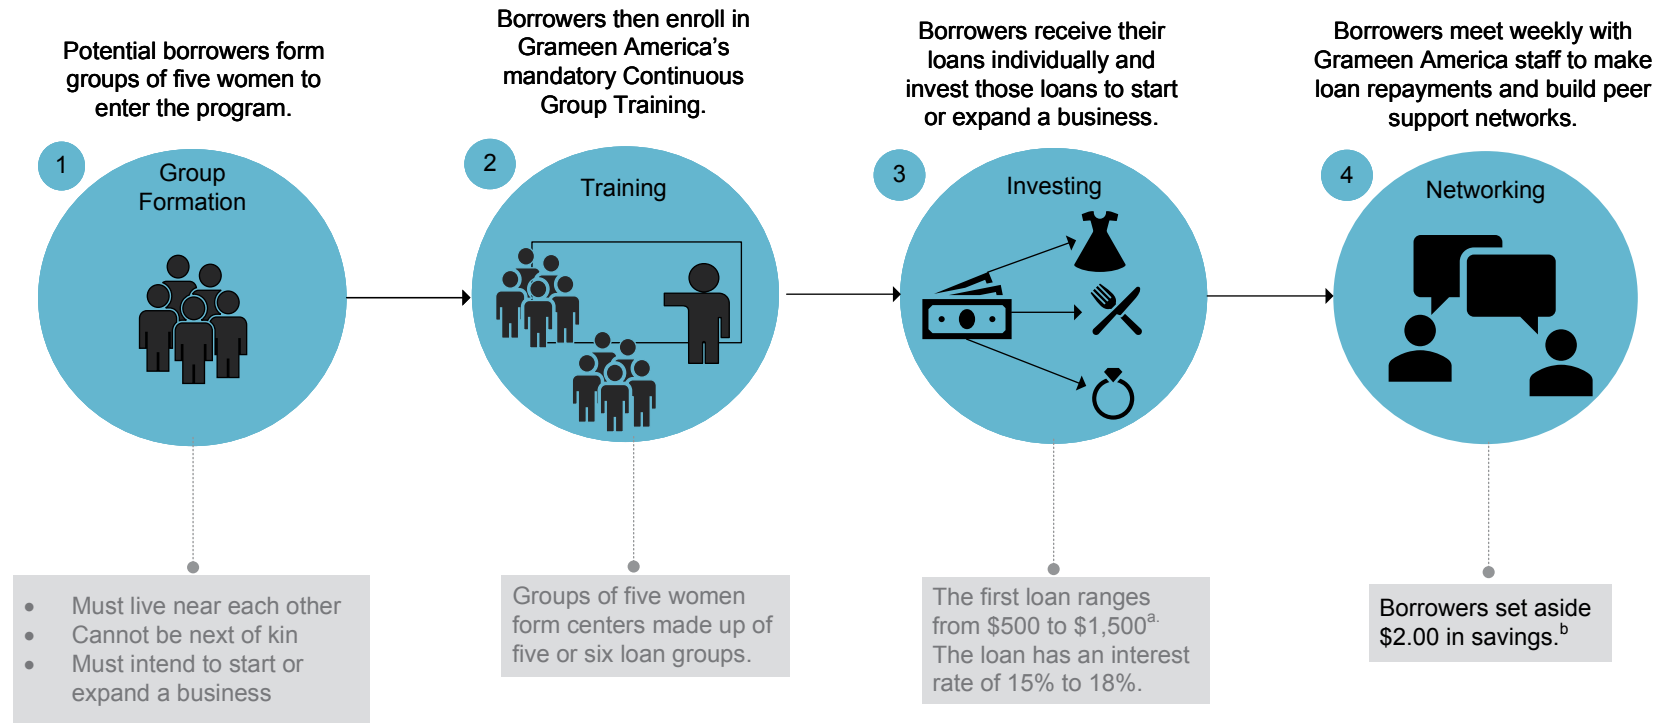 Potential borrowers form
groups of five women to
enter the program.
1
Group
Formation
• Must live near each other
• Cannot be next of kin
• Must intend to start or
expand a business
Borrowers then enroll in
Grameen America's
mandatory Continuous
Group Training.
2
Training
Groups of five women
form centers made up of
five or six loan groups.
Borrowers receive their
loans individually and
invest those loans to start
or expand a business.
3
Investing
The first loan ranges
from $500 to $1,500a.
The loan has an interest
rate of 15% to 18%.
Borrowers meet weekly with
Grameen America staff to make
loan repayments and build peer
support networks.
4
Networking
Borrowers set aside
$2.00 in savings.b